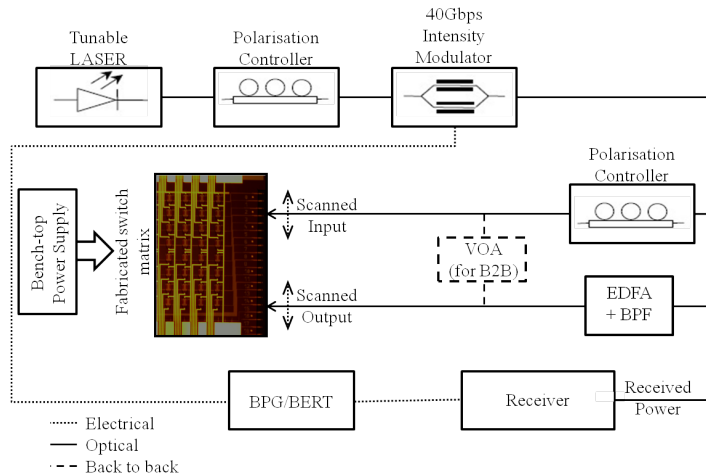 40Gbps
Intensity
Modulator
Tunable
LASER
Polarisation
Controller
Polarisation
Controller
Bench-top
Power Supply
Fabricated switch
matrix
Scanned
Input
VOA
(for B2B)
Scanned
Output
EDFA
+ BPF
BPG/BERT
Receiver
Received
Power
Electrical
Optical
Back to back